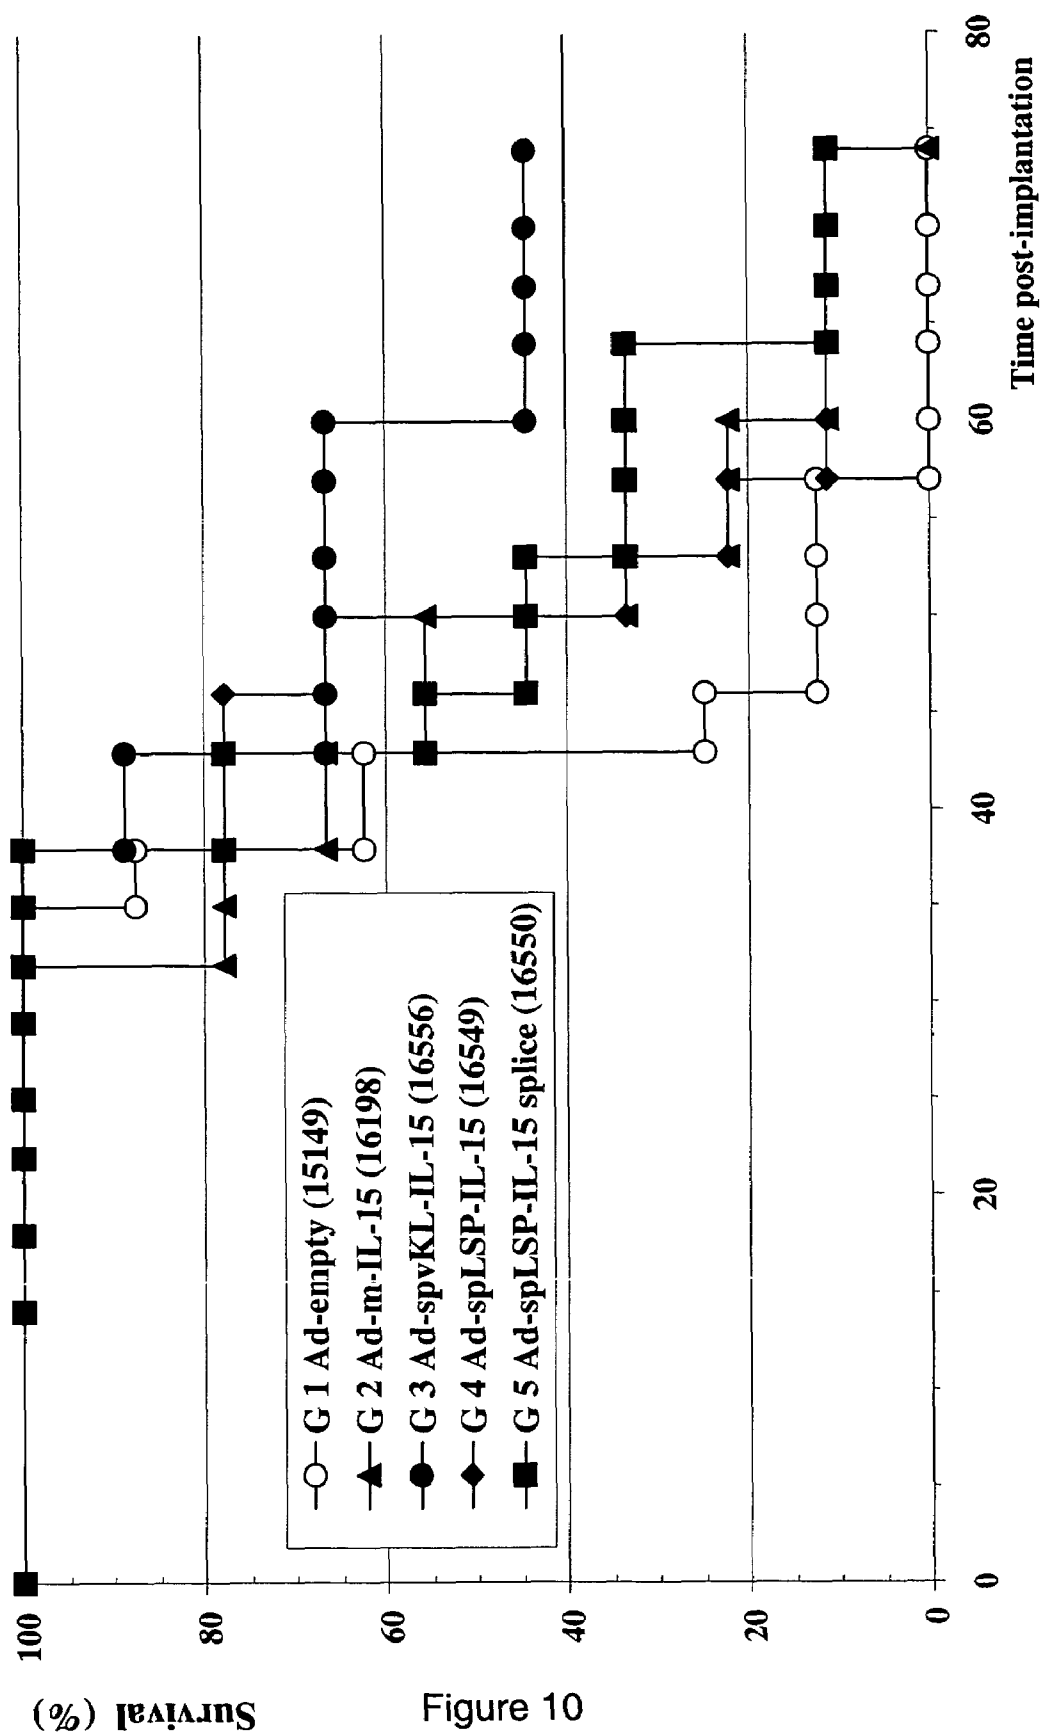 Survival (%)
100
80
60
40
20
0
G 1 Ad-empty (15149)
G 2 Ad-m-IL-15 (16198)
G 3 Ad-spvKL-IL-15 (16556)
G 4 Ad-spLSP-IL-15 (16549)
G 5 Ad-spLSP-IL-15 splice (16550)
0
20
40
60
80
Time post-implantation
Figure 10